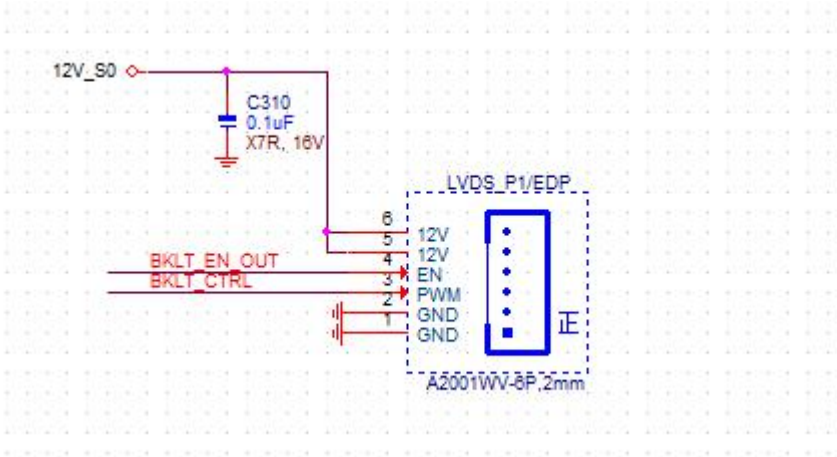 12V_S0
C310
0.1uF
X7R, 16V
LVDS_P1/EDP
6
12V
5
12V
BKLT_EN_OUT
4
EN
BKLT_CTRL
3
PWM
2
GND
1
GND
正
A2001WV-6P,2mm